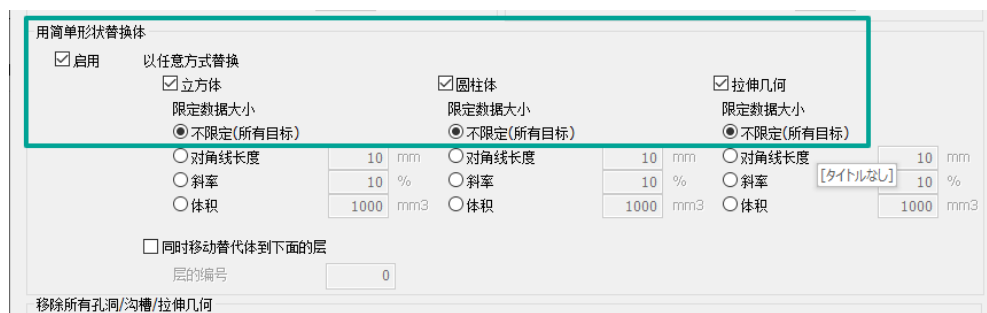 用简单形状替换体
启用 以任意方式替换
立方体 圆柱体 拉伸几何
限定数据大小 限定数据大小 限定数据大小
不限定(所有目标) 不限定(所有目标) 不限定(所有目标)
对角线长度 10 mm 对角线长度 10 mm 对角线长度 10 mm
斜率 10 % 斜率 10 % 斜率 [タイトルなし] 10 %
体积 1000 mm3 体积 1000 mm3 体积 1000 mm3
同时移动替代体到下面的层
层的编号 0
移除所有孔洞/沟槽/拉伸几何